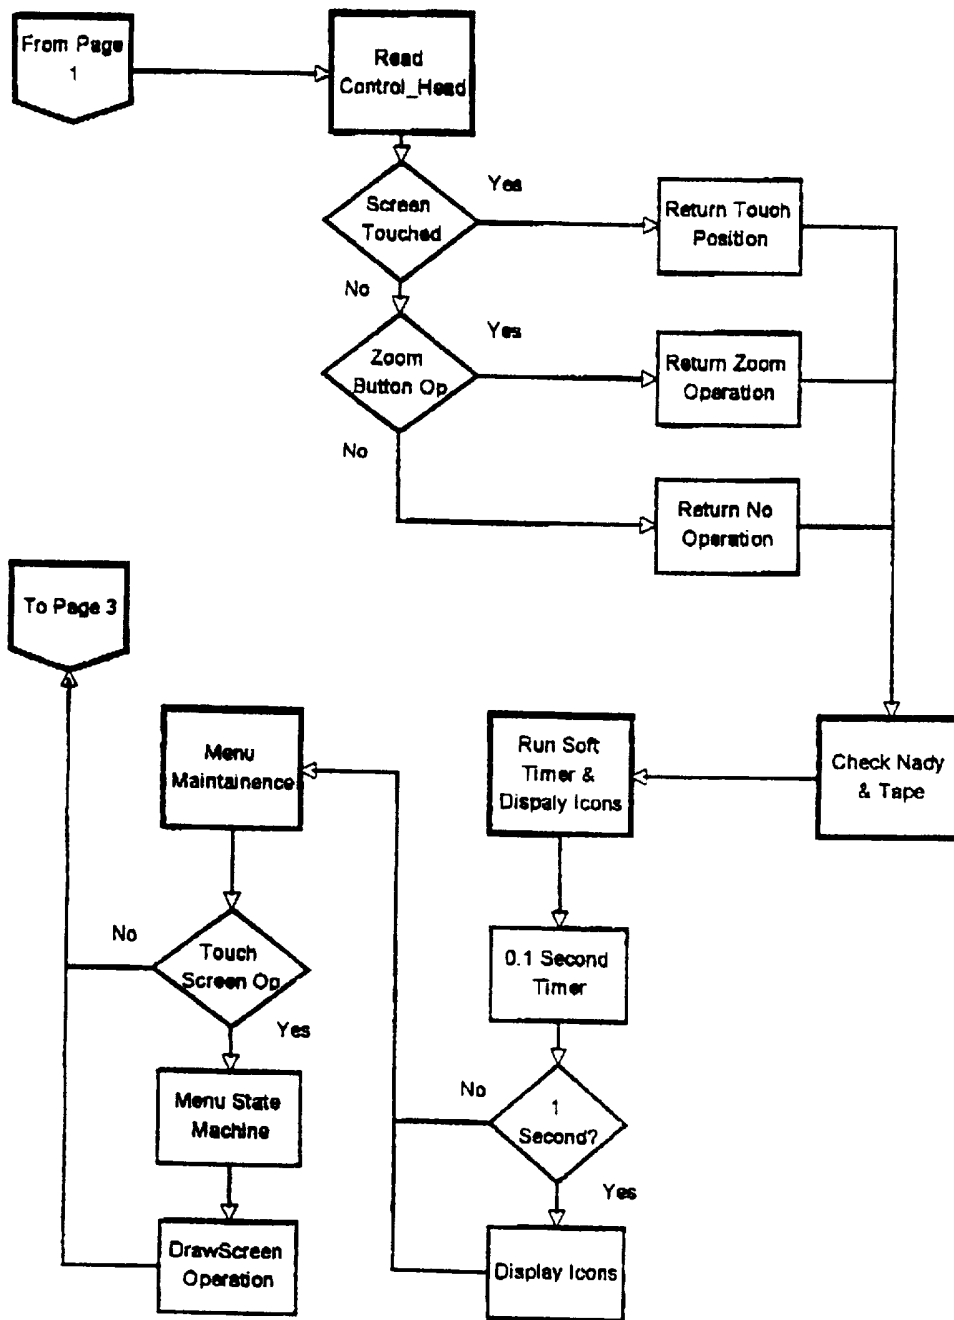 From Page
1
Read
Control_Head
Screen
Touched
Yes
Return Touch
Position
No
Zoom
Button Op
Yes
Return Zoom
Operation
No
Return No
Operation
To Page 3
Menu
Maintainence
Run Soft
Timer &
Dispaly Icons
Check Nady
& Tape
No
Touch
Screen Op
Yes
0.1 Second
Timer
Menu State
Machine
No
1
Second?
Yes
DrawScreen
Operation
Display Icons